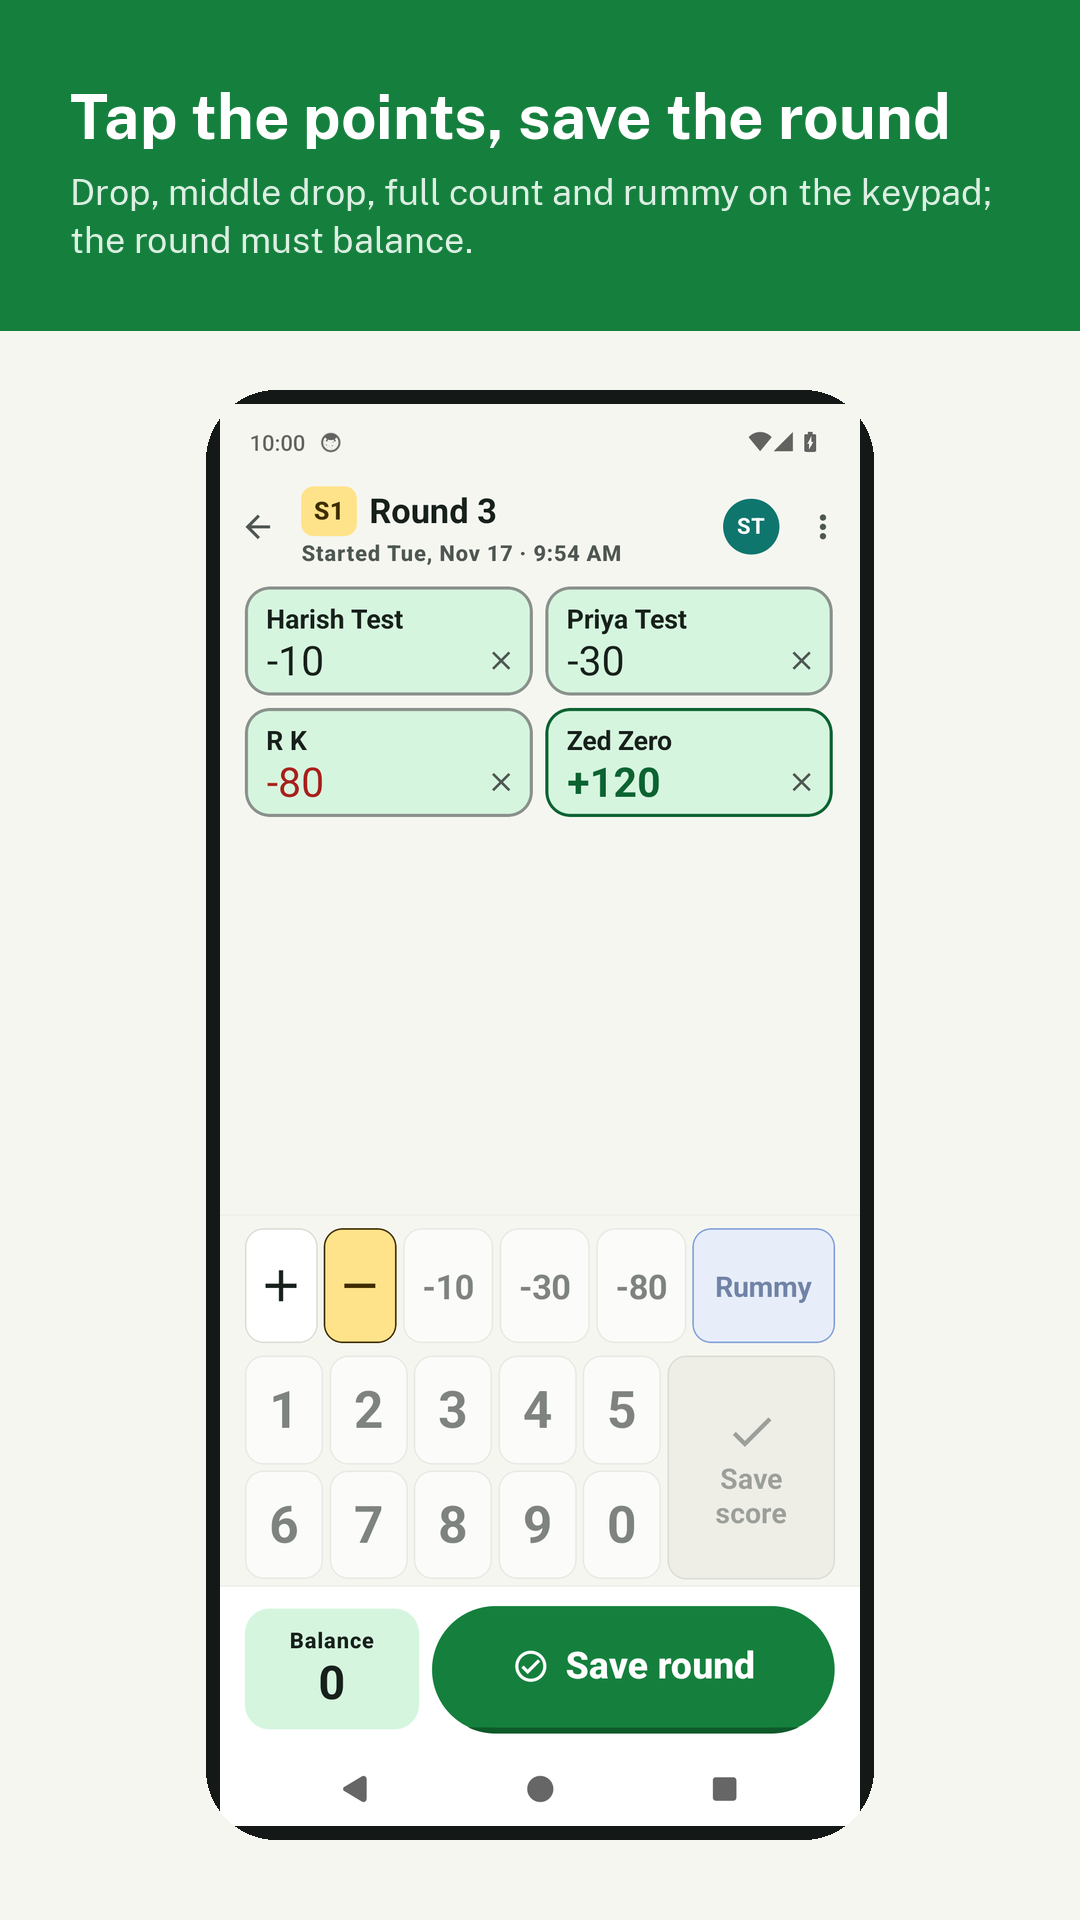 Tap the points, save the round
Drop, middle drop, full count and rummy on the keypad;
the round must balance.
10:00
S1 Round 3
ST
Started Tue, Nov 17 · 9:54 AM
Harish Test
-10
Priya Test
-30
R K
-80
Zed Zero
+120
+ − -10 -30 -80 Rummy
1 2 3 4 5
6 7 8 9 0
Save
score
Balance
0
Save round